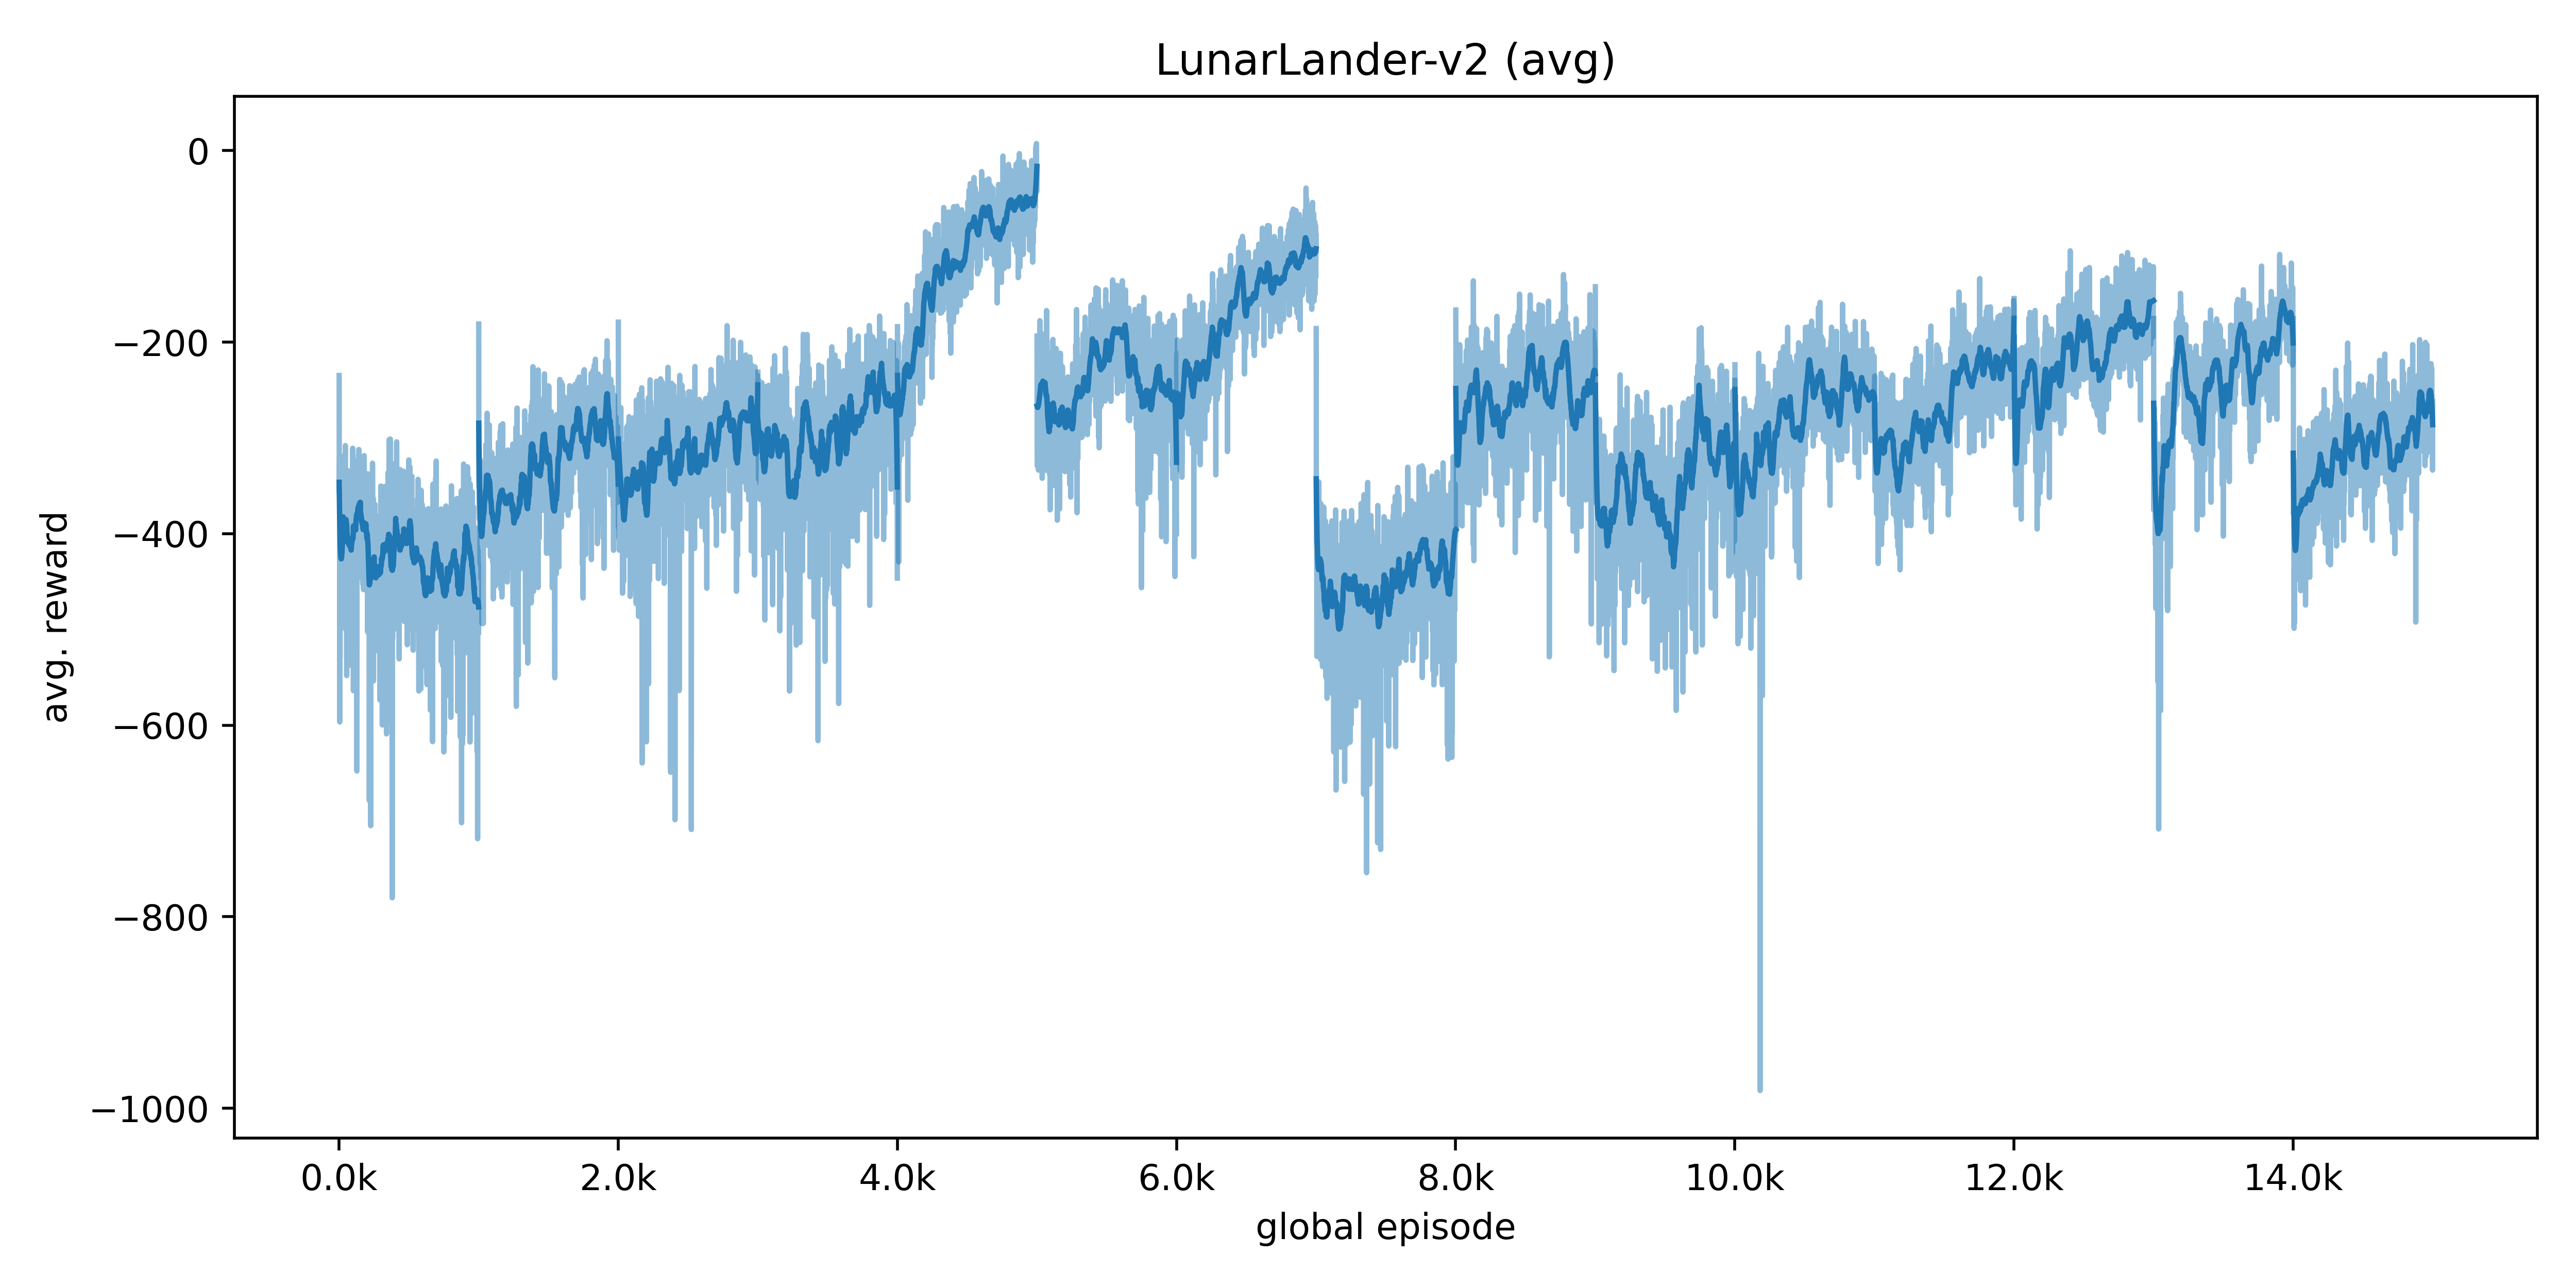 LunarLander-v2 (avg)
0
−200
−400
−600
−800
−1000
avg. reward
0.0k 2.0k 4.0k 6.0k 8.0k 10.0k 12.0k 14.0k
global episode